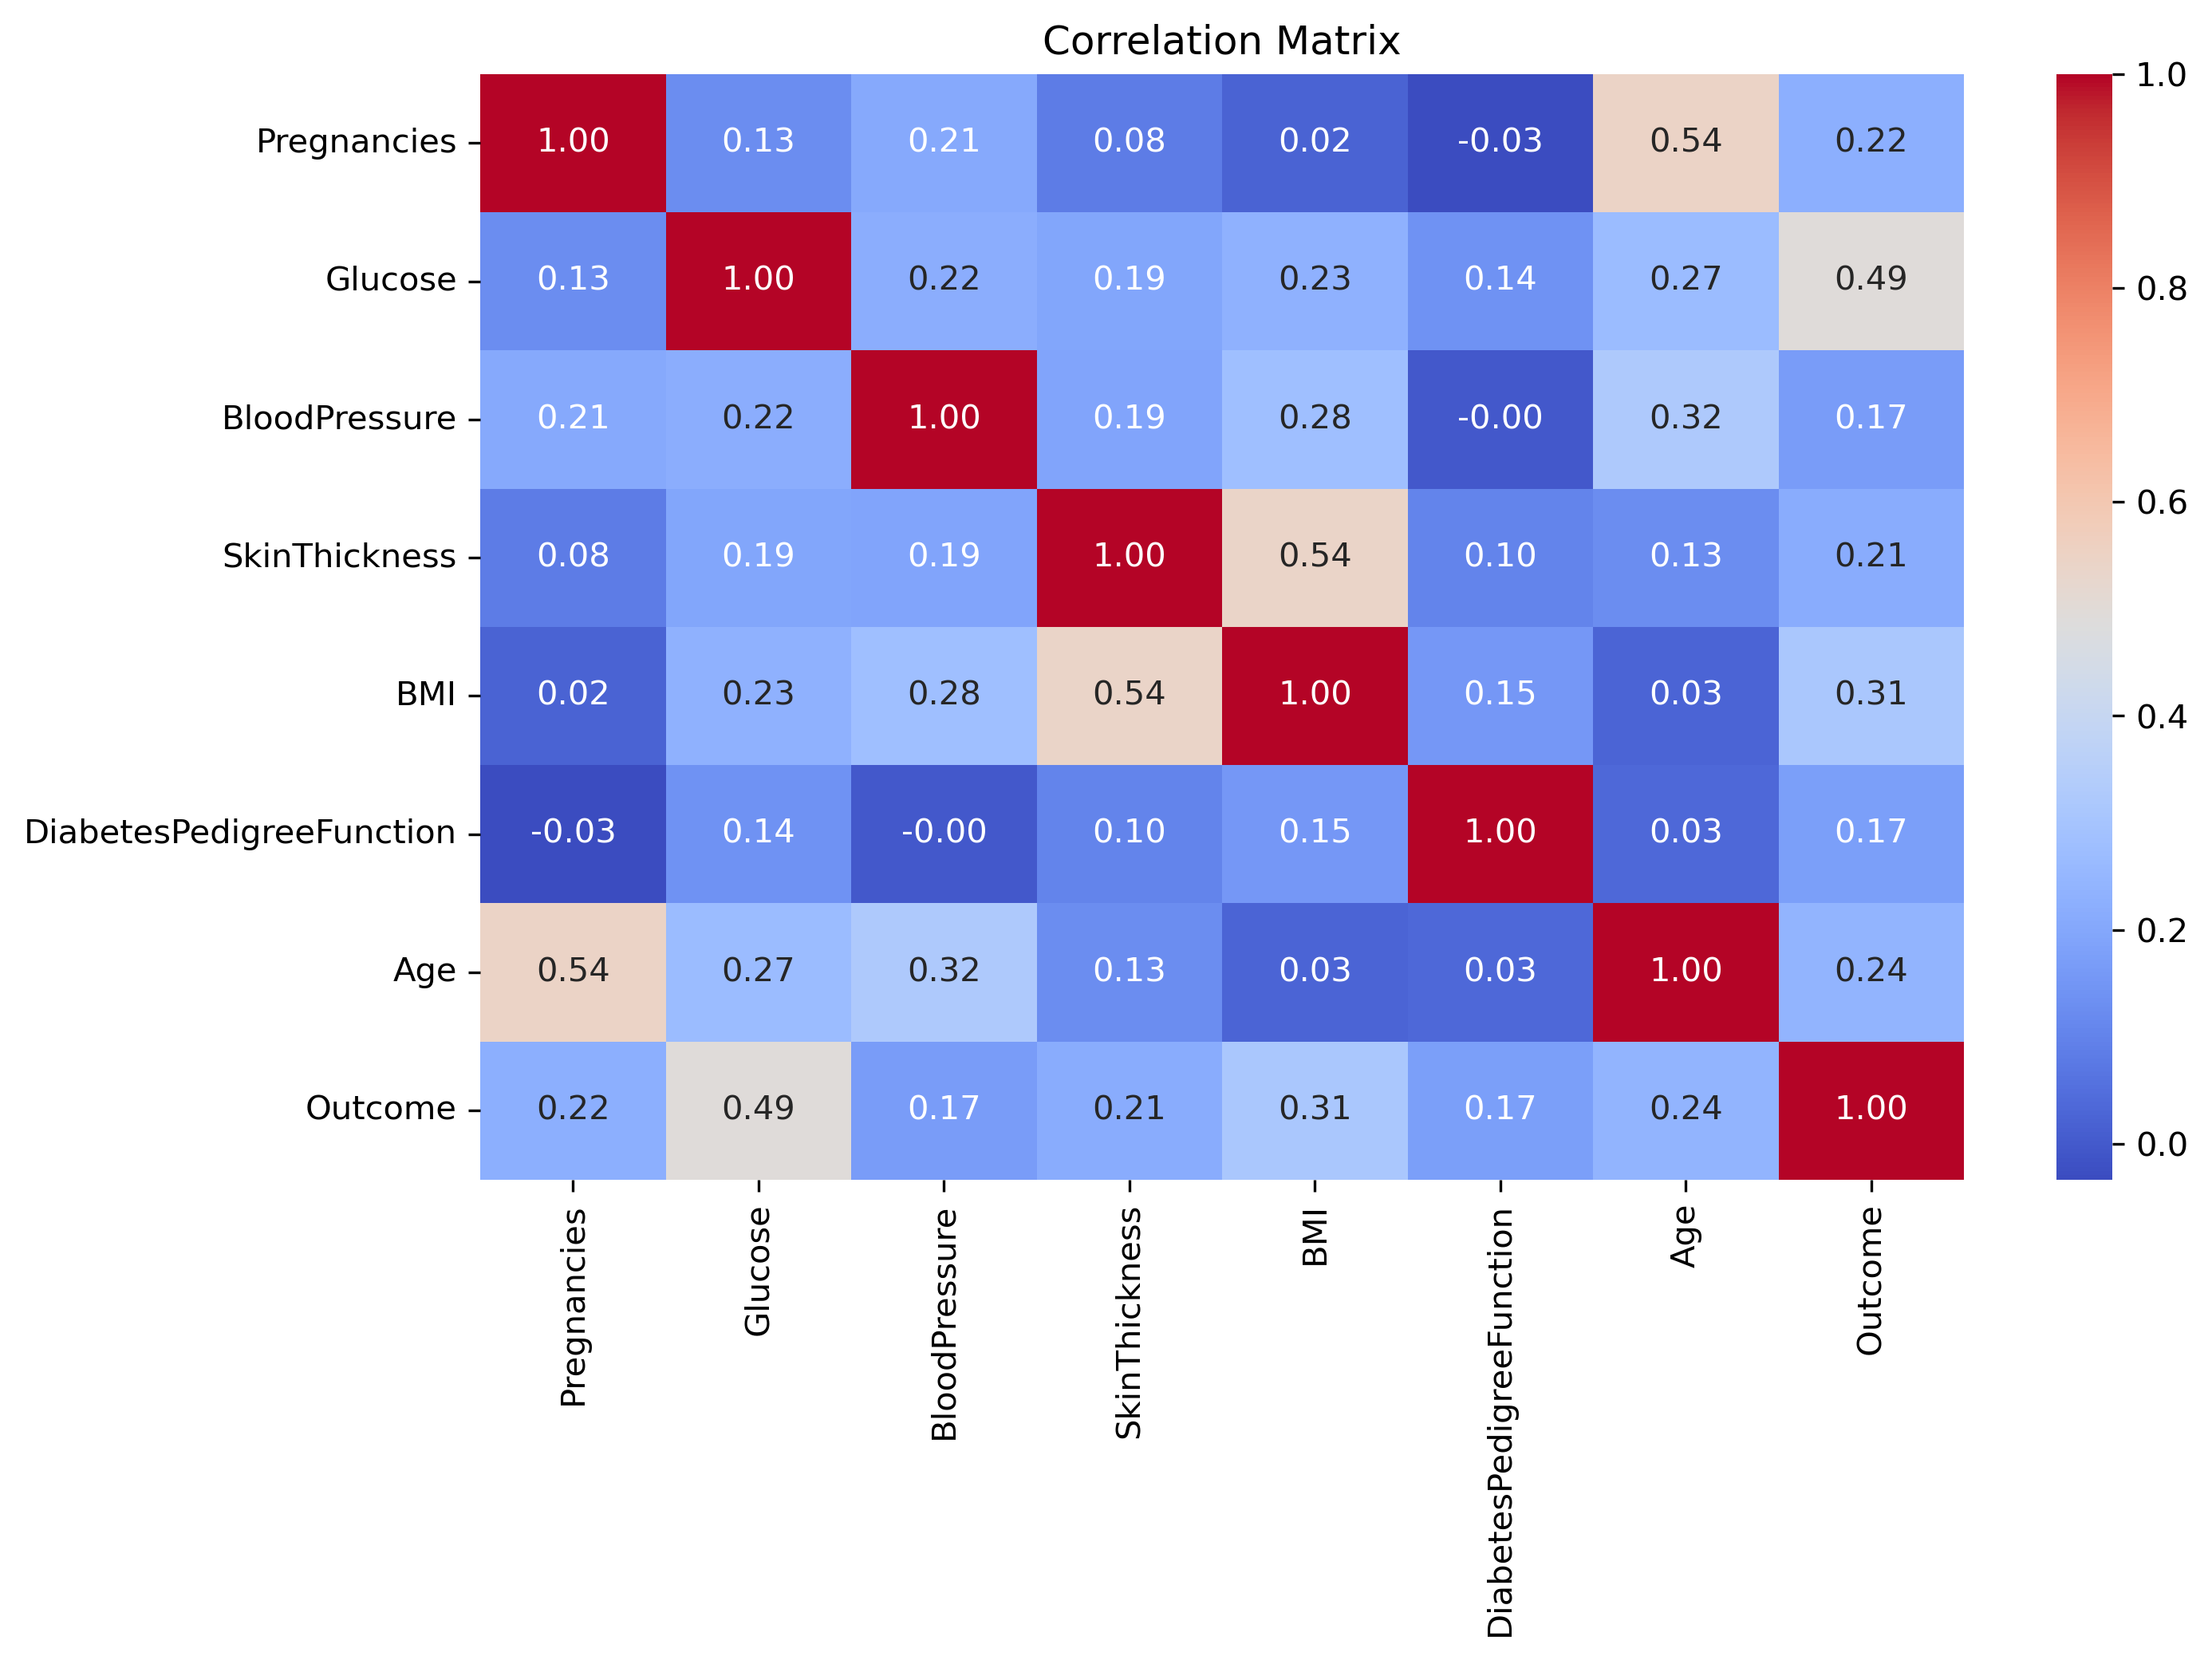 Correlation Matrix
Pregnancies 1.00 0.13 0.21 0.08 0.02 -0.03 0.54 0.22
Glucose 0.13 1.00 0.22 0.19 0.23 0.14 0.27 0.49
BloodPressure 0.21 0.22 1.00 0.19 0.28 -0.00 0.32 0.17
SkinThickness 0.08 0.19 0.19 1.00 0.54 0.10 0.13 0.21
BMI 0.02 0.23 0.28 0.54 1.00 0.15 0.03 0.31
DiabetesPedigreeFunction -0.03 0.14 -0.00 0.10 0.15 1.00 0.03 0.17
Age 0.54 0.27 0.32 0.13 0.03 0.03 1.00 0.24
Outcome 0.22 0.49 0.17 0.21 0.31 0.17 0.24 1.00
Pregnancies
Glucose
BloodPressure
SkinThickness
BMI
DiabetesPedigreeFunction
Age
Outcome
1.0
0.8
0.6
0.4
0.2
0.0